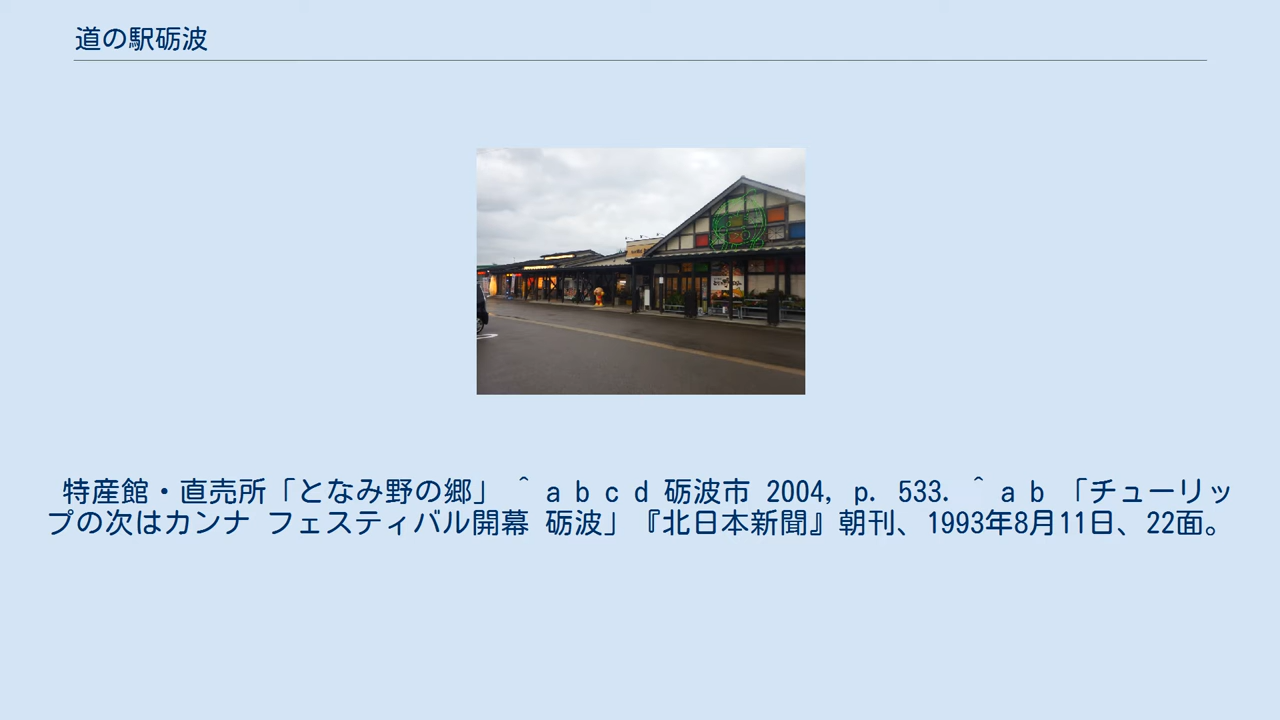 道の駅砺波
特産館・直売所「となみ野の郷」 ^ a b c d 砺波市 2004, p. 533. ^ a b 「チューリッ
プの次はカンナ フェスティバル開幕 砺波」『北日本新聞』朝刊、1993年8月11日、22面。